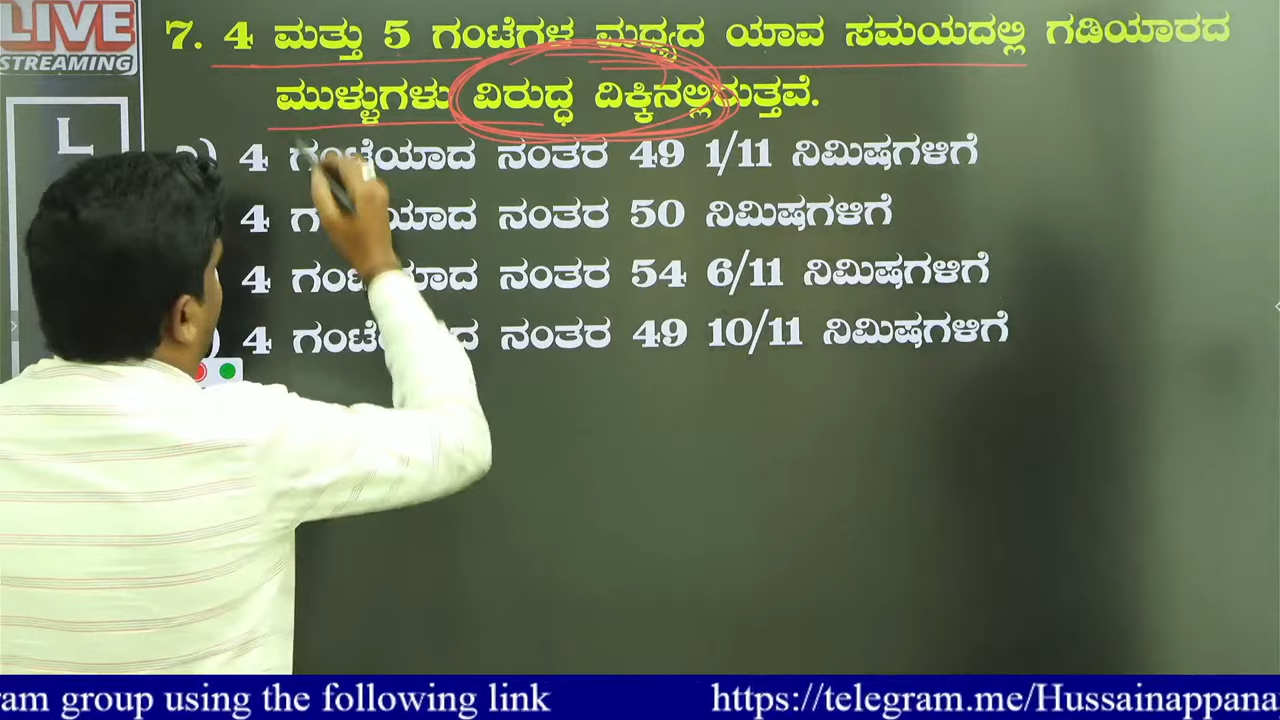 LIVE
STREAMING
7. 4 ಮತ್ತು 5 ಗಂಟೆಗಳ ಮಧ್ಯದ ಯಾವ ಸಮಯದಲ್ಲಿ ಗಡಿಯಾರದ
ಮುಳ್ಳುಗಳು ವಿರುದ್ಧ ದಿಕ್ಕಿನಲ್ಲಿರುತ್ತವೆ.
4 ಗಂಟೆಯಾದ ನಂತರ 49 1/11 ನಿಮಿಷಗಳಿಗೆ
4 ನಂತರ 50 ನಿಮಿಷಗಳಿಗೆ
4 ನಂತರ 54 6/11 ನಿಮಿಷಗಳಿಗೆ
4 ನಂತರ 49 10/11 ನಿಮಿಷಗಳಿಗೆ
group using the following link https://telegram.me/Hussainappana